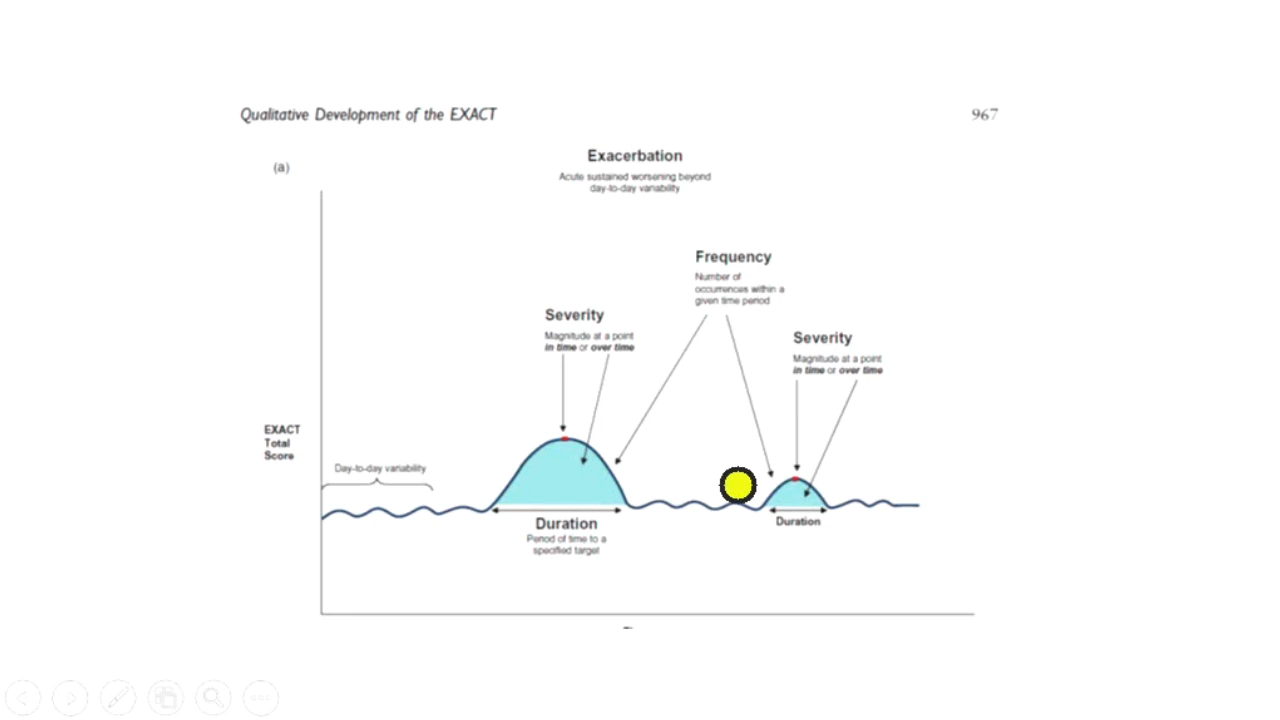 Qualitative Development of the EXACT
967
(a)
Exacerbation
Acute sustained worsening beyond
day-to-day variability
Frequency
Number of
occurrences within a
given time period
Severity
Magnitude at a point
in time or over time
Severity
Magnitude at a point
in time or over time
EXACT
Total
Score
Day-to-day variability
Duration
Period of time to a
specified target
Duration